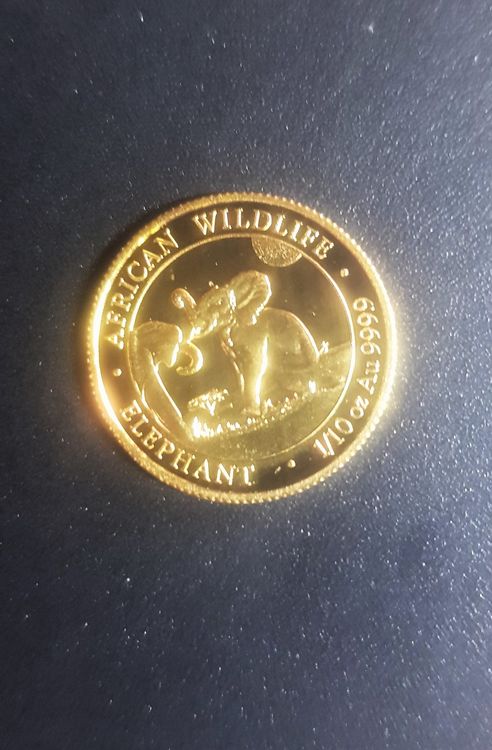 AFRICAN WILDLIFE
ELEPHANT
1/10 oz Au 9999